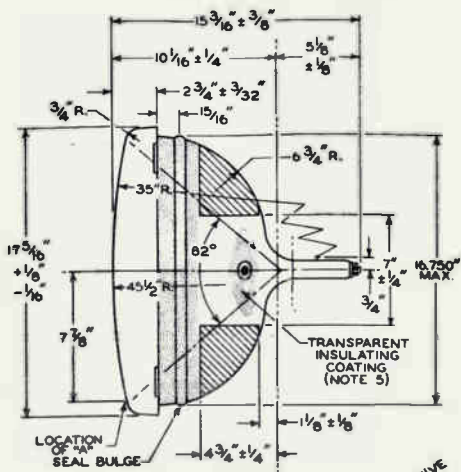 15 3/16" ± 3/8"
10 1/16" ± 1/4"
5 1/8"
± 1/8"
2 3/4" ± 3/32"
15/16"
3/4" R.
6 3/4" R.
35" R.
82°
17 5/16"
+ 1/8"
- 1/16"
45 1/2 R.
7"
± 1/4"
16.750"
MAX.
3/4"
7 7/8"
TRANSPARENT
INSULATING
COATING
(NOTE 5)
1 1/8" ± 1/8"
LOCATION
OF "A"
SEAL BULGE
4 3/4" ± 1/4"